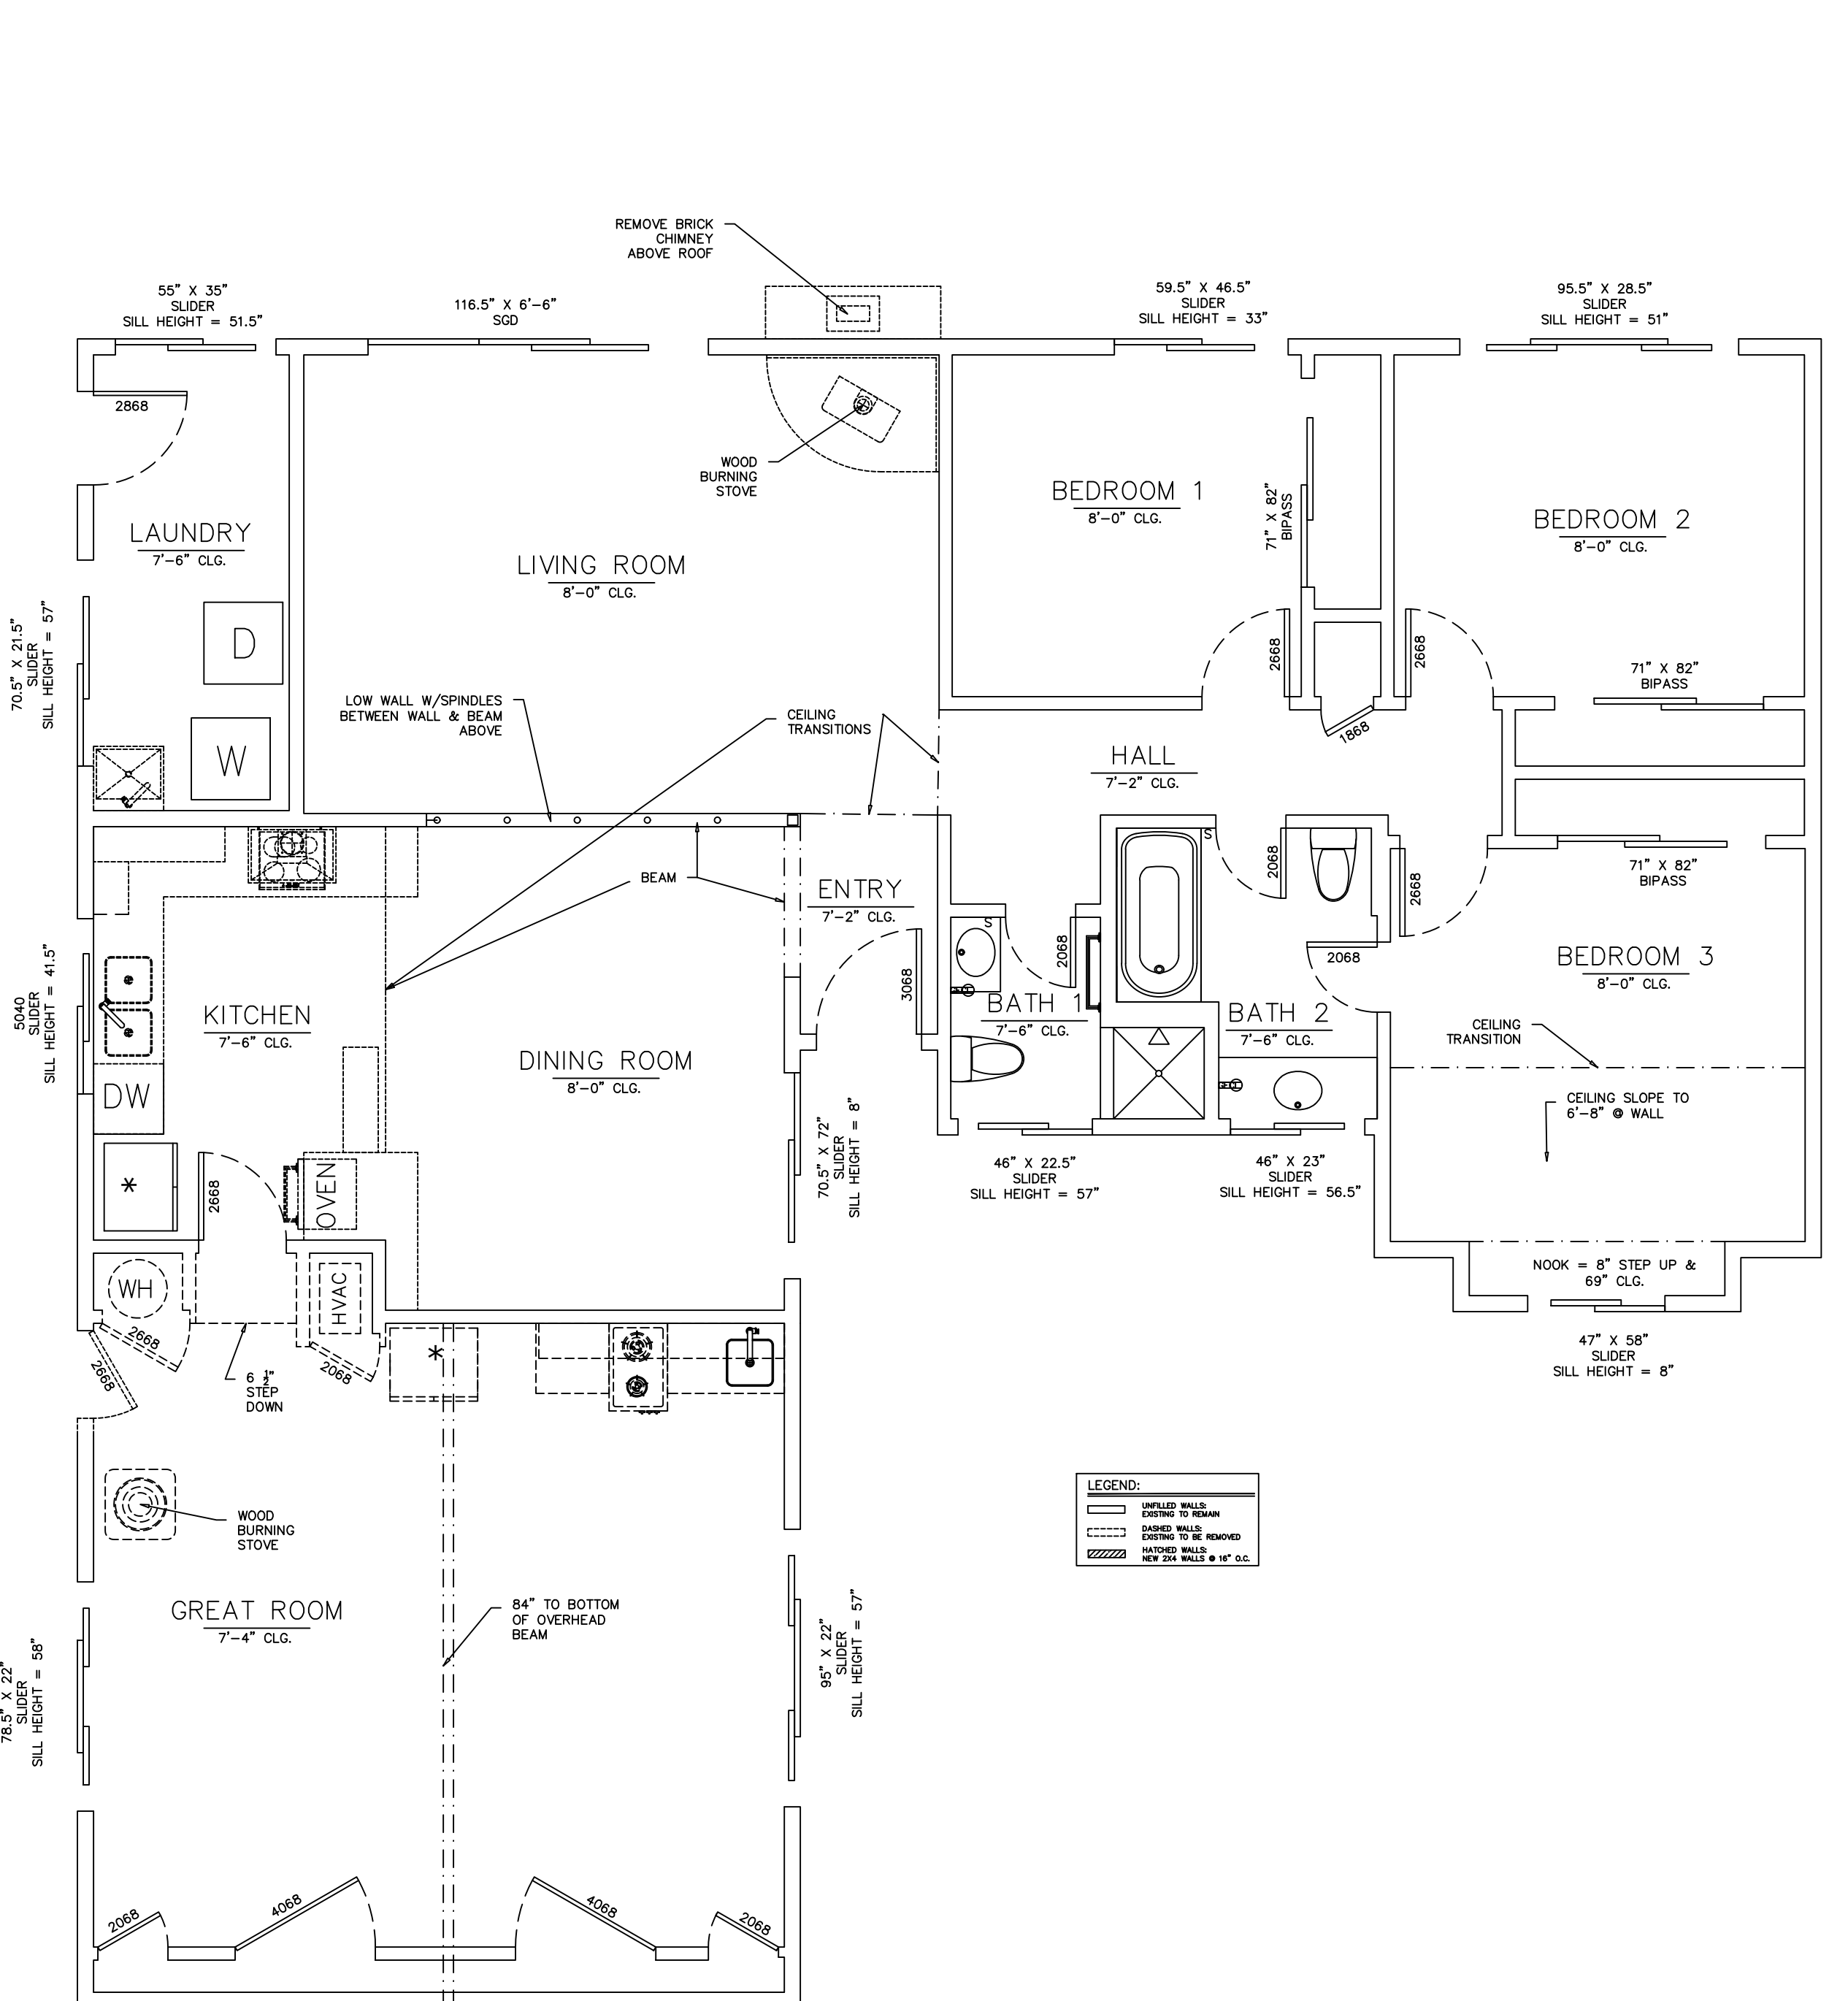 REMOVE BRICK
CHIMNEY
ABOVE ROOF
55" X 35"
SLIDER
SILL HEIGHT = 51.5"
116.5" X 6'-6"
SGD
59.5" X 46.5"
SLIDER
SILL HEIGHT = 33"
95.5" X 28.5"
SLIDER
SILL HEIGHT = 51"
2868
WOOD
BURNING
STOVE
LAUNDRY
7'-6" CLG.
LIVING ROOM
8'-0" CLG.
BEDROOM 1
8'-0" CLG.
71" X 82"
BIPASS
BEDROOM 2
8'-0" CLG.
70.5" X 21.5"
SLIDER
SILL HEIGHT = 57"
D
W
2668
2668
71" X 82"
BIPASS
LOW WALL W/SPINDLES
BETWEEN WALL & BEAM
ABOVE
CEILING
TRANSITIONS
1868
HALL
7'-2" CLG.
BEAM
ENTRY
7'-2" CLG.
S
2068
2668
71" X 82"
BIPASS
S
2068
2068
3068
5040
SLIDER
SILL HEIGHT = 41.5"
KITCHEN
7'-6" CLG.
DINING ROOM
8'-0" CLG.
BATH 1
7'-6" CLG.
BATH 2
7'-6" CLG.
BEDROOM 3
8'-0" CLG.
CEILING
TRANSITION
CEILING SLOPE TO
6'-8" @ WALL
DW
*
2668
OVEN
70.5" X 72"
SLIDER
SILL HEIGHT = 8"
46" X 22.5"
SLIDER
SILL HEIGHT = 57"
46" X 23"
SLIDER
SILL HEIGHT = 56.5"
NOOK = 8" STEP UP &
69" CLG.
WH
HVAC
2668
2668
2068
6 1/2"
STEP
DOWN
*
47" X 58"
SLIDER
SILL HEIGHT = 8"
WOOD
BURNING
STOVE
LEGEND:
UNFILLED WALLS:
EXISTING TO REMAIN
DASHED WALLS:
EXISTING TO BE REMOVED
HATCHED WALLS:
NEW 2X4 WALLS @ 16" O.C.
GREAT ROOM
7'-4" CLG.
84" TO BOTTOM
OF OVERHEAD
BEAM
78.5" X 22"
SLIDER
SILL HEIGHT = 58"
95" X 22"
SLIDER
SILL HEIGHT = 57"
2068
4068
4068
2068